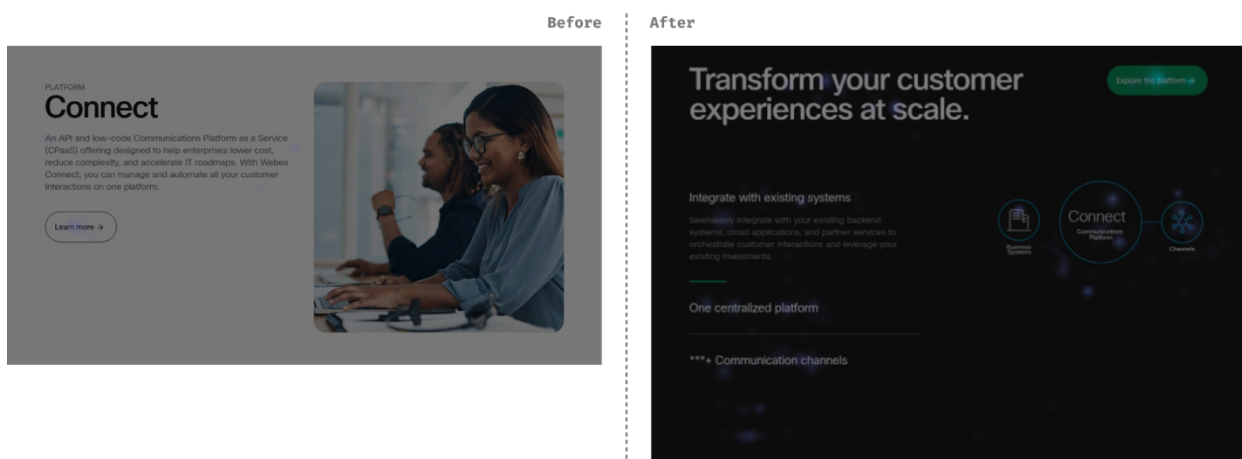 Before
After
PLATFORM
Connect
An API and low-code Communications Platform as a Service
(CPaaS) offering designed to help enterprises lower cost,
reduce complexity, and accelerate IT roadmaps. With Webex
Connect, you can manage and automate all your customer
interactions on one platform.
Learn more →
Transform your customer
experiences at scale.
Explore the platform →
Integrate with existing systems
Seamlessly integrate with your existing backend
systems, cloud applications, and partner services to
orchestrate customer interactions and leverage your
existing investments.
One centralized platform
***+ Communication channels
Business
Systems
Connect
Communications
Platform
Channels